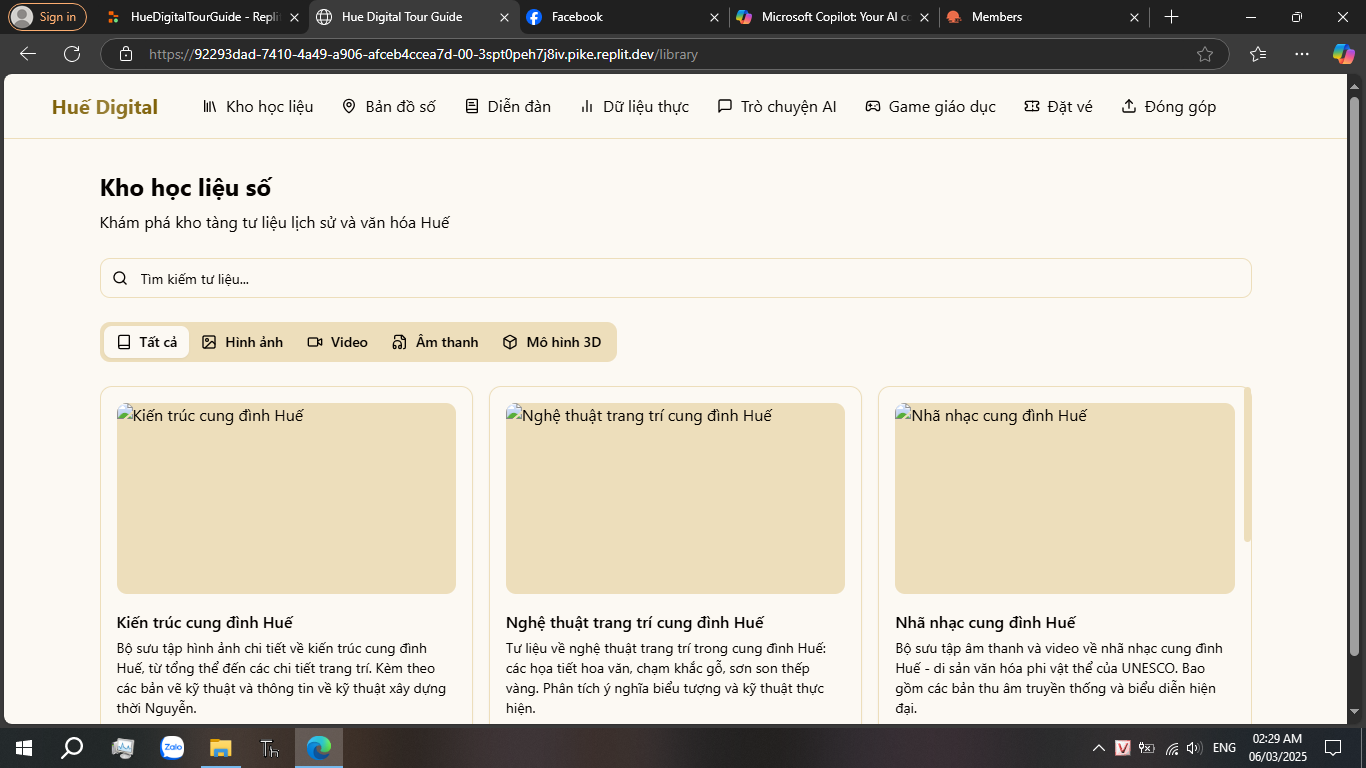 Sign in
HueDigitalTourGuide - Replit
Hue Digital Tour Guide
Facebook
Microsoft Copilot: Your AI co
Members
https://92293dad-7410-4a49-a906-afceb4ccea7d-00-3spt0peh7j8iv.pike.replit.dev/library
Huế Digital
Kho học liệu
Bản đồ số
Diễn đàn
Dữ liệu thực
Trò chuyện AI
Game giáo dục
Đặt vé
Đóng góp
Kho học liệu số
Khám phá kho tàng tư liệu lịch sử và văn hóa Huế
Tìm kiếm tư liệu...
Tất cả
Hình ảnh
Video
Âm thanh
Mô hình 3D
Kiến trúc cung đình Huế
Nghệ thuật trang trí cung đình Huế
Nhã nhạc cung đình Huế
Kiến trúc cung đình Huế
Bộ sưu tập hình ảnh chi tiết về kiến trúc cung đình
Huế, từ tổng thể đến các chi tiết trang trí. Kèm theo
các bản vẽ kỹ thuật và thông tin về kỹ thuật xây dựng
thời Nguyễn.
Nghệ thuật trang trí cung đình Huế
Tư liệu về nghệ thuật trang trí trong cung đình Huế:
các họa tiết hoa văn, chạm khắc gỗ, sơn son thếp
vàng. Phân tích ý nghĩa biểu tượng và kỹ thuật thực
hiện.
Nhã nhạc cung đình Huế
Bộ sưu tập âm thanh và video về nhã nhạc cung đình
Huế - di sản văn hóa phi vật thể của UNESCO. Bao
gồm các bản thu âm truyền thống và biểu diễn hiện
đại.
Zalo
Th
V
ENG
02:29 AM
06/03/2025